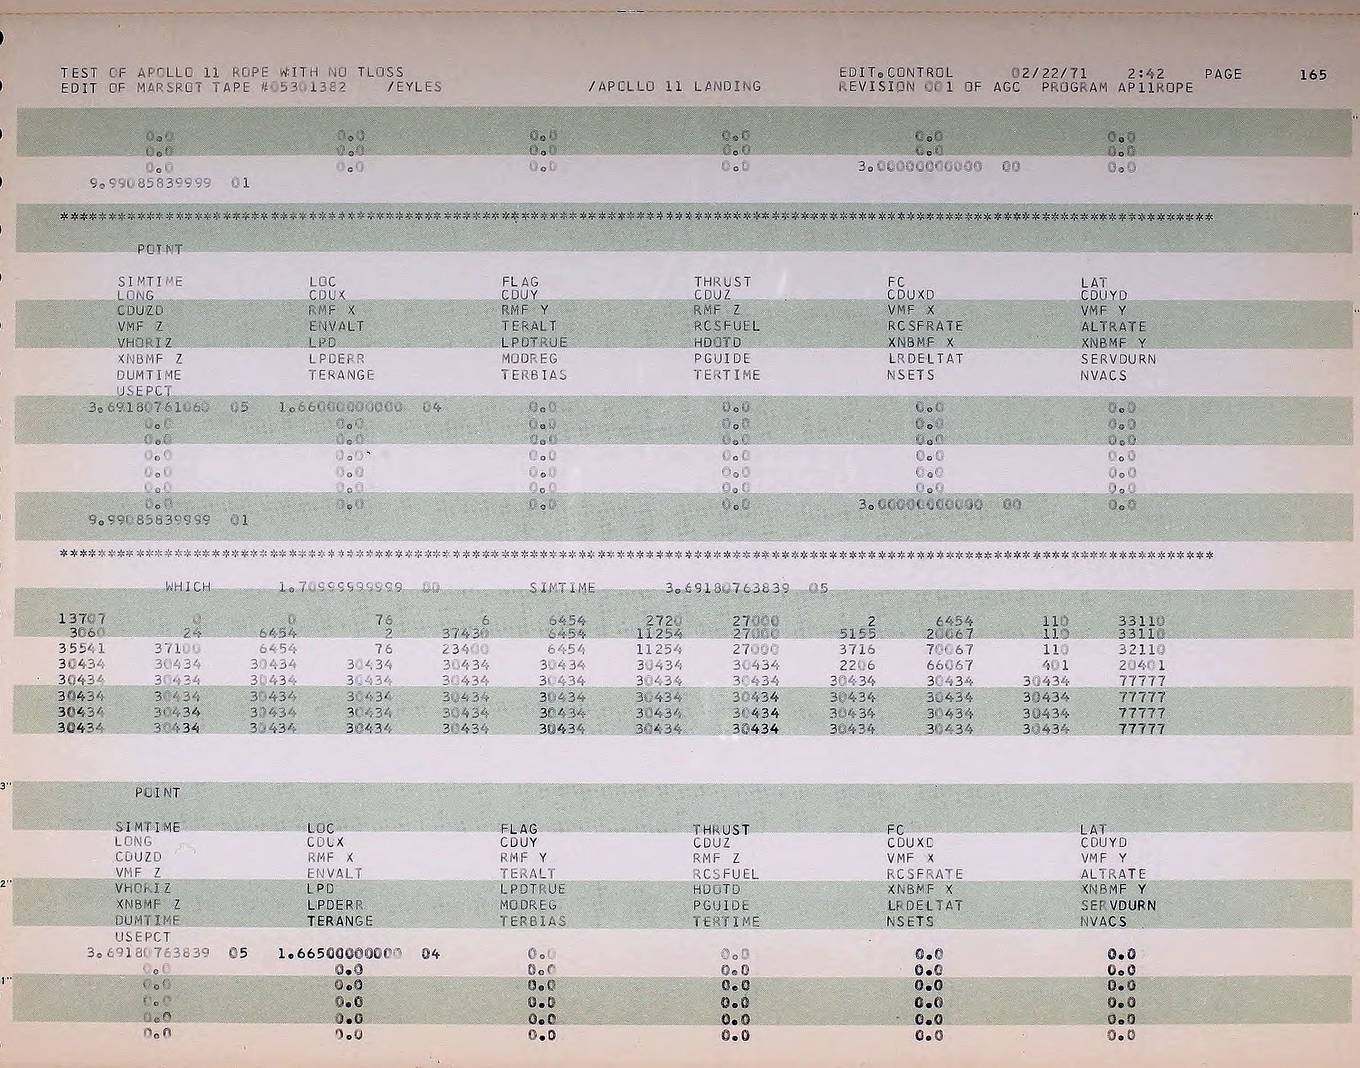 TEST OF APOLLO 11 ROPE WITH NO TLOSS EDIT.CONTROL 02/22/71 2:42 PAGE 165
EDIT OF MARSROT TAPE #05301382 /EYLES /APOLLO 11 LANDING REVISION 001 OF AGC PROGRAM AP11ROPE
0.0 0.0 0.0 0.0 0.0 0.0
0.0 0.0 0.0 0.0 0.0 0.0
0.0 0.0 0.0 0.0 3.00000000000 00 0.0
9.99085839999 01
************************************************************************************************************************
POINT
SIMTIME LOC FLAG THRUST FC LAT
LONG CDUX CDUY CDUZ CDUXD CDUYD
CDUZD RMF X RMF Y RMF Z VMF X VMF Y
VMF Z ENVALT TERALT RCSFUEL RCSFRATE ALTRATE
VHORIZ LPD LPDTRUE HDOTD XNBMF X XNBMF Y
XNBMF Z LPDERR MODREG PGUIDE LRDELTAT SERVDURN
DUMTIME TERANGE TERBIAS TERTIME NSETS NVACS
USEPCT
3.69180761060 05 1.66000000000 04 0.0 0.0 0.0 0.0
0.0 0.0 0.0 0.0 0.0 0.0
0.0 0.0 0.0 0.0 0.0 0.0
0.0 0.0 0.0 0.0 0.0 0.0
0.0 0.0 0.0 0.0 0.0 0.0
0.0 0.0 0.0 0.0 0.0 0.0
0.0 0.0 0.0 0.0 3.00000000000 00 0.0
9.99085839999 01
************************************************************************************************************************
WHICH 1.70999999999 00 SIMTIME 3.69180763839 05
13707 0 0 76 6 6454 2720 27000 2 6454 110 33110
3060 24 6454 2 37430 6454 11254 27000 5155 20067 110 33110
35541 37100 6454 76 23400 6454 11254 27000 3716 70067 110 32110
30434 30434 30434 30434 30434 30434 30434 30434 2206 66067 401 20401
30434 30434 30434 30434 30434 30434 30434 30434 30434 30434 30434 77777
30434 30434 30434 30434 30434 30434 30434 30434 30434 30434 30434 77777
30434 30434 30434 30434 30434 30434 30434 30434 30434 30434 30434 77777
30434 30434 30434 30434 30434 30434 30434 30434 30434 30434 30434 77777
3"
POINT
SIMTIME LOC FLAG THRUST FC LAT
LONG CDUX CDUY CDUZ CDUXD CDUYD
CDUZD RMF X RMF Y RMF Z VMF X VMF Y
VMF Z ENVALT TERALT RCSFUEL RCSFRATE ALTRATE
2" VHORIZ LPD LPDTRUE HDOTD XNBMF X XNBMF Y
XNBMF Z LPDERR MODREG PGUIDE LRDELTAT SERVDURN
DUMTIME TERANGE TERBIAS TERTIME NSETS NVACS
USEPCT
3.69180763839 05 1.66500000000 04 0.0 0.0 0.0 0.0
0.0 0.0 0.0 0.0 0.0 0.0
1" 0.0 0.0 0.0 0.0 0.0 0.0
0.0 0.0 0.0 0.0 0.0 0.0
0.0 0.0 0.0 0.0 0.0 0.0
0.0 0.0 0.0 0.0 0.0 0.0